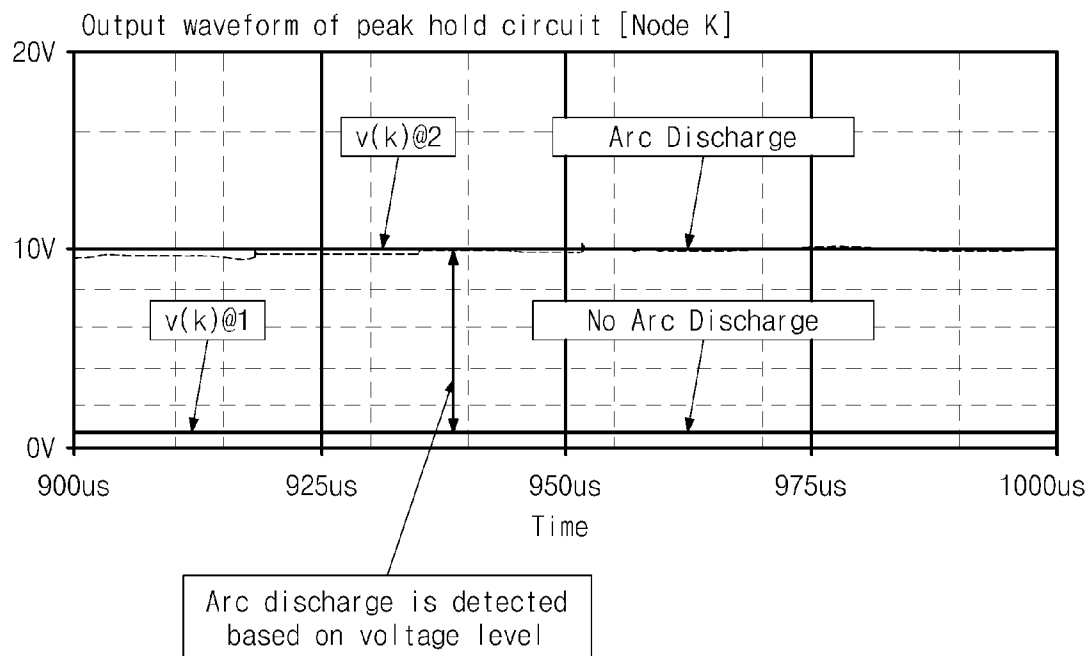 Output waveform of peak hold circuit [Node K]
20V
v(k)@2
Arc Discharge
10V
v(k)@1
No Arc Discharge
0V
900us
925us
950us
975us
1000us
Time
Arc discharge is detected
based on voltage level